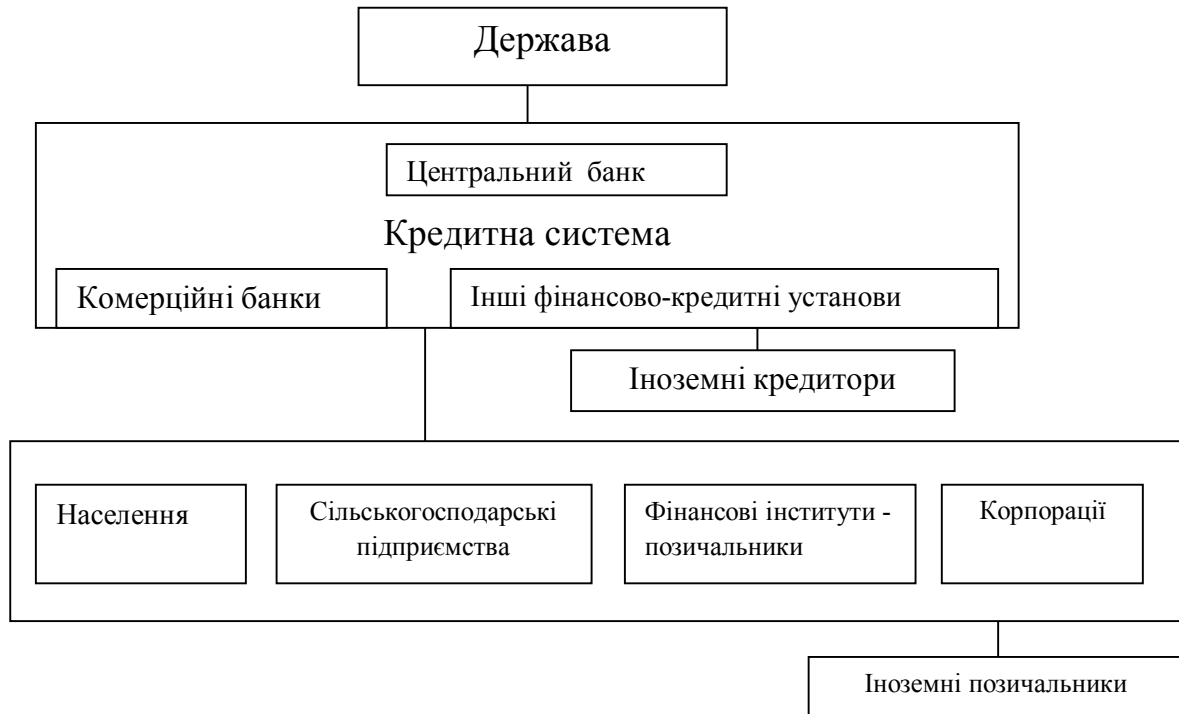 Держава
Центральний банк
Кредитна система
Комерційні банки
Інші фінансово-кредитні установи
Іноземні кредитори
Населення
Сільськогосподарські
підприємства
Фінансові інститути -
позичальники
Корпорації
Іноземні позичальники